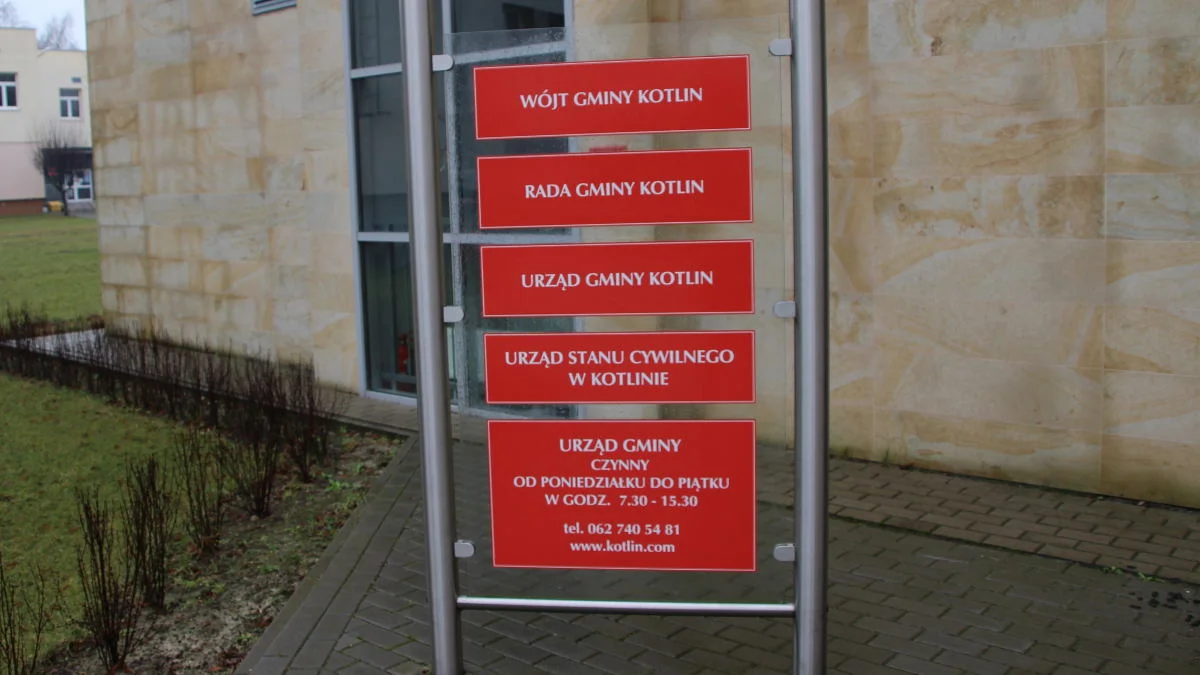 WÓJT GMINY KOTLIN
RADA GMINY KOTLIN
URZĄD GMINY KOTLIN
URZĄD STANU CYWILNEGO
W KOTLINIE
URZĄD GMINY
CZYNNY
OD PONIEDZIAŁKU DO PIĄTKU
W GODZ. 7.30 - 15.30
tel. 062 740 54 81
www.kotlin.com